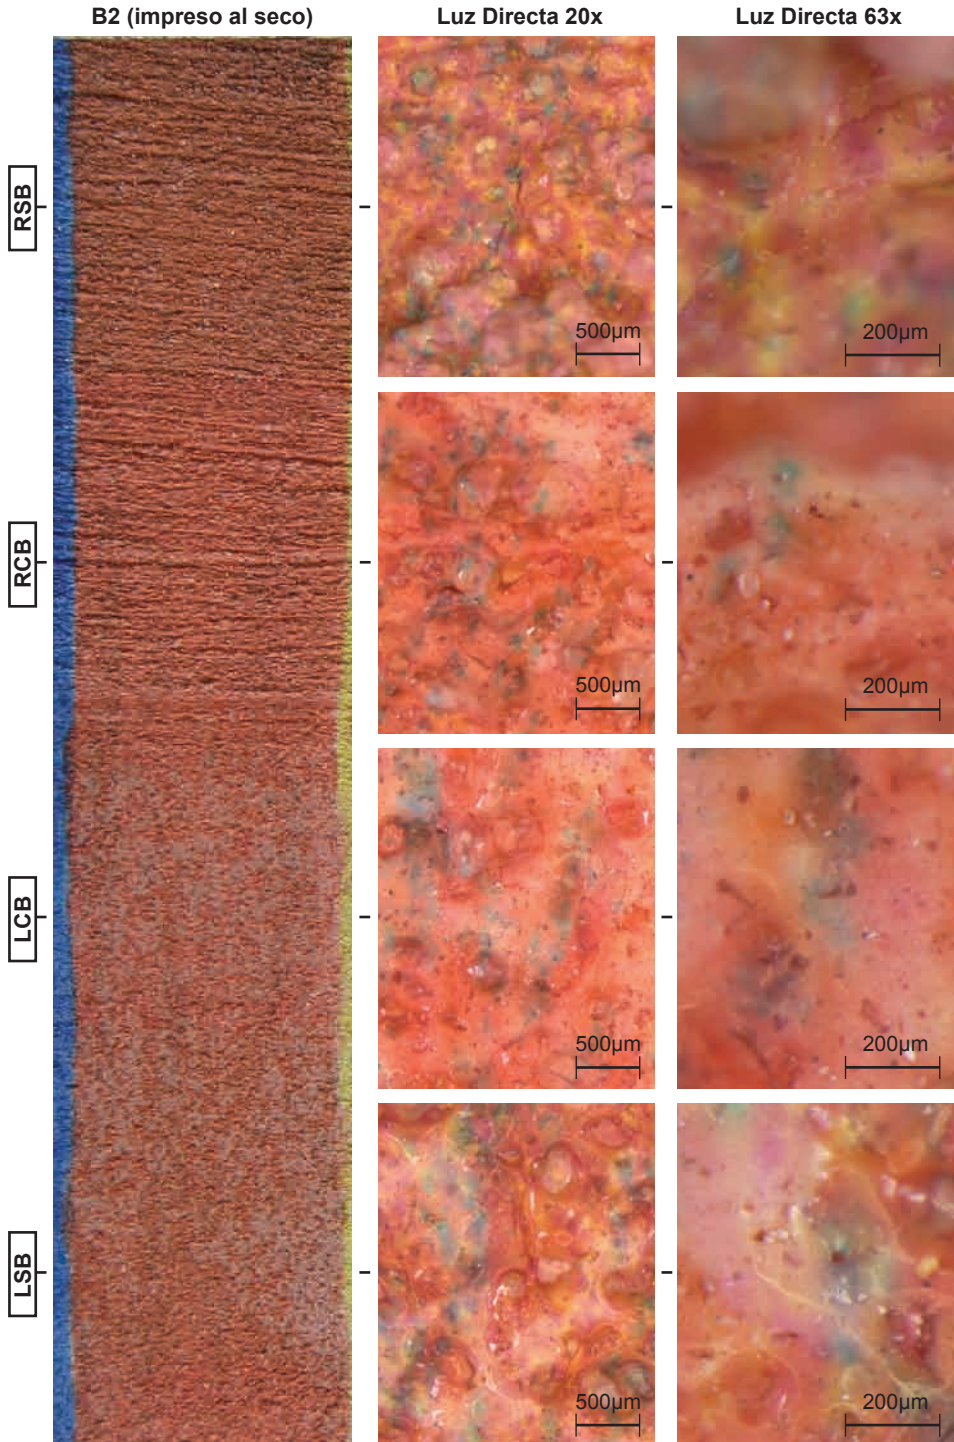 B2 (impreso al seco)
Luz Directa 20x
Luz Directa 63x
RSB
500µm
200µm
RCB
500µm
200µm
LCB
500µm
200µm
LSB
500µm
200µm